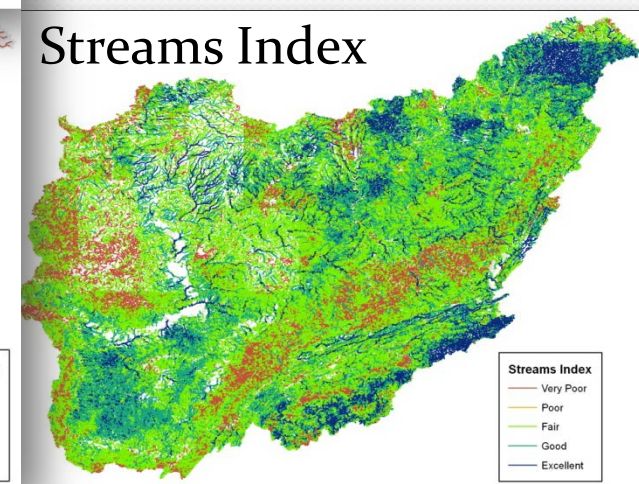 Streams Index
Streams Index
Very Poor
Poor
Fair
Good
Excellent